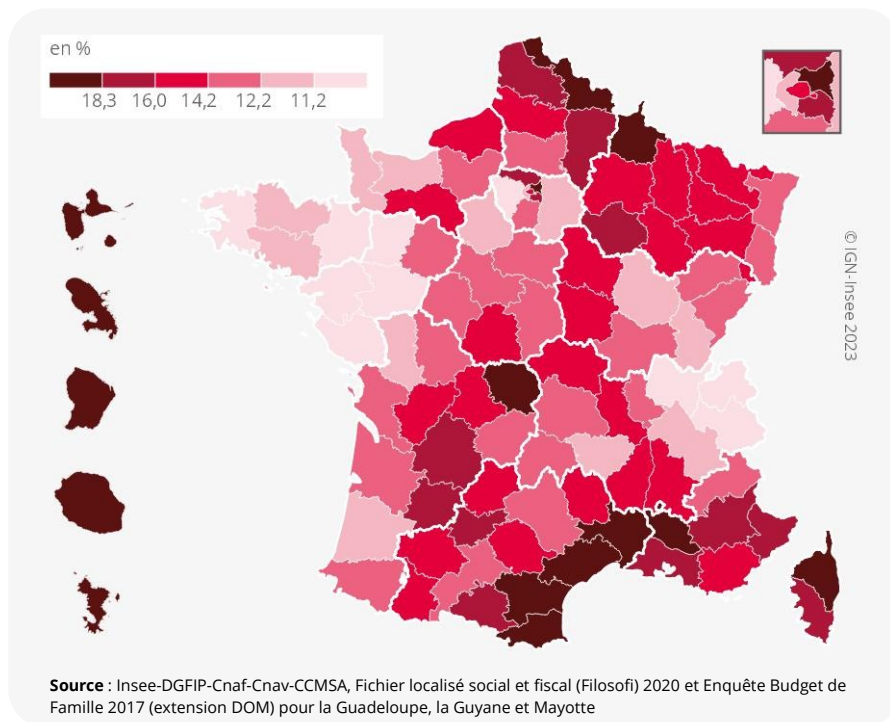 en %
18,3 16,0 14,2 12,2 11,2
© IGN-Insee 2023
Source : Insee-DGFIP-Cnaf-Cnav-CCMSA, Fichier localisé social et fiscal (Filosofi) 2020 et Enquête Budget de
Famille 2017 (extension DOM) pour la Guadeloupe, la Guyane et Mayotte